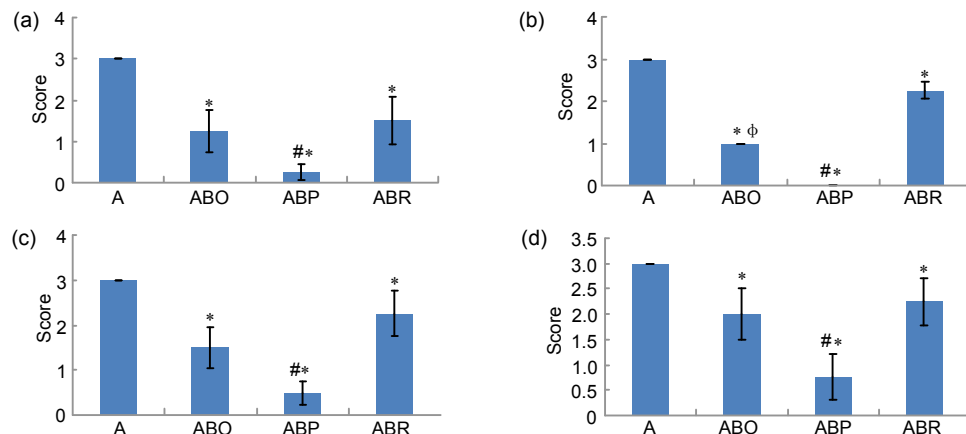 (a)
4
3
2
1
0
Score
*
#*
*
A ABO ABP ABR
(b)
4
3
2
1
0
Score
* ф
#*
*
A ABO ABP ABR
(c)
4
3
2
1
0
Score
*
#*
*
A ABO ABP ABR
(d)
3.5
3.0
2.5
2.0
1.5
1.0
0.5
0.0
Score
*
#*
*
A ABO ABP ABR